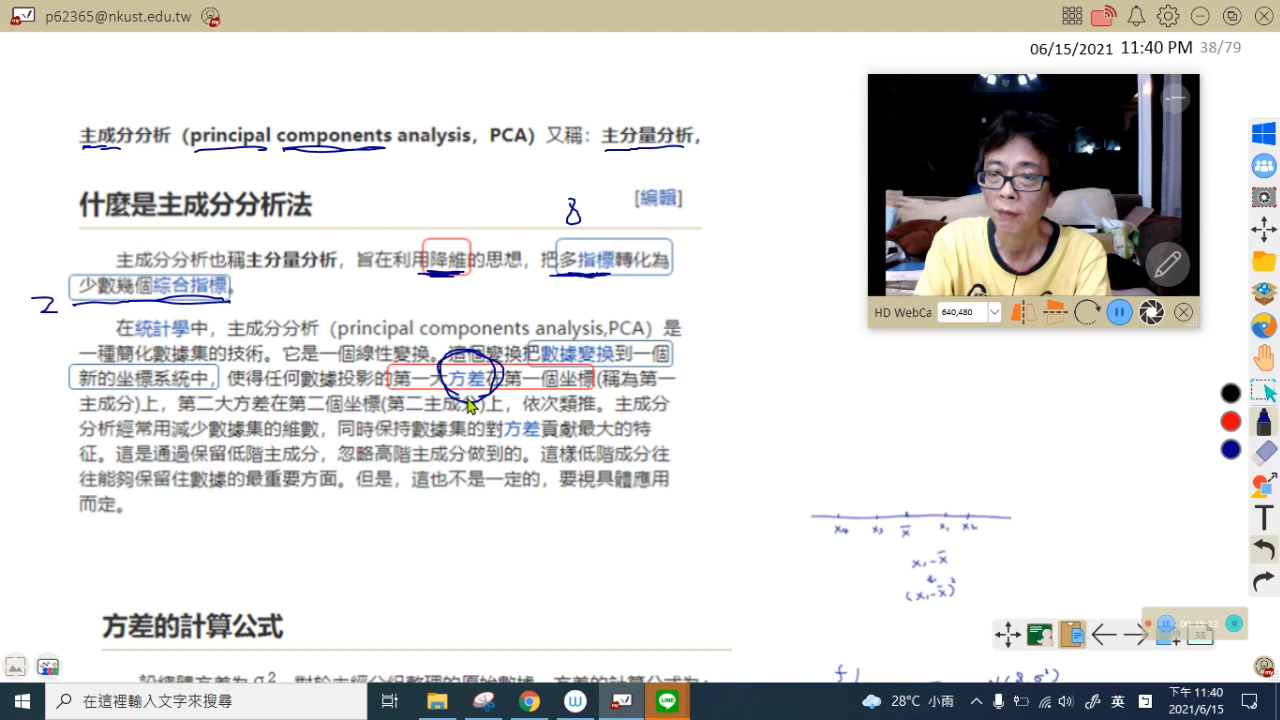 p62365@nkust.edu.tw
06/15/2021 11:40 PM 38/79
主成分分析（principal components analysis，PCA）又稱：主分量分析，
什麼是主成分分析法
[編輯]
8
主成分分析也稱主分量分析，旨在利用降維的思想，把多指標轉化為
少數幾個綜合指標。
2
在統計學中，主成分分析（principal components analysis,PCA）是
一種簡化數據集的技術。它是一個線性變換。這個變換把數據變換到一個
新的坐標系統中，使得任何數據投影的第一大方差在第一個坐標(稱為第一
主成分)上，第二大方差在第二個坐標(第二主成分)上，依次類推。主成分
分析經常用減少數據集的維數，同時保持數據集的對方差貢獻最大的特
徵。這是通過保留低階主成分，忽略高階主成分做到的。這樣低階成分往
往能夠保留住數據的最重要方面。但是，這也不是一定的，要視具體應用
而定。
HD WebCa
640,480
x4 x3 x̄ x1 x2
x1-x̄
(x1-x̄)²
方差的計算公式
38
在這裡輸入文字來搜尋
28°C 小雨
英
下午 11:40
2021/6/15